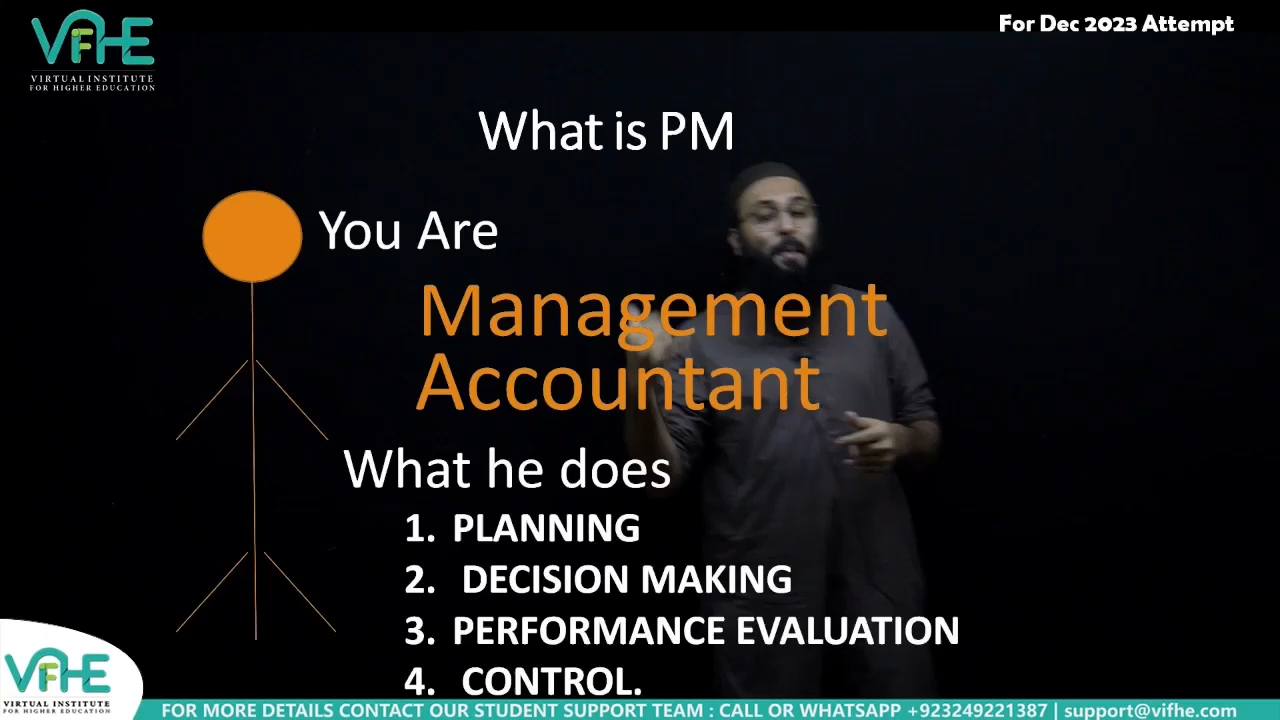 VIFHE
VIRTUAL INSTITUTE
FOR HIGHER EDUCATION
For Dec 2023 Attempt
What is PM
You Are
Management
Accountant
What he does
1. PLANNING
2. DECISION MAKING
3. PERFORMANCE EVALUATION
4. CONTROL.
VIFHE
VIRTUAL INSTITUTE
FOR HIGHER EDUCATION
FOR MORE DETAILS CONTACT OUR STUDENT SUPPORT TEAM : CALL OR WHATSAPP +923249221387 | support@vifhe.com